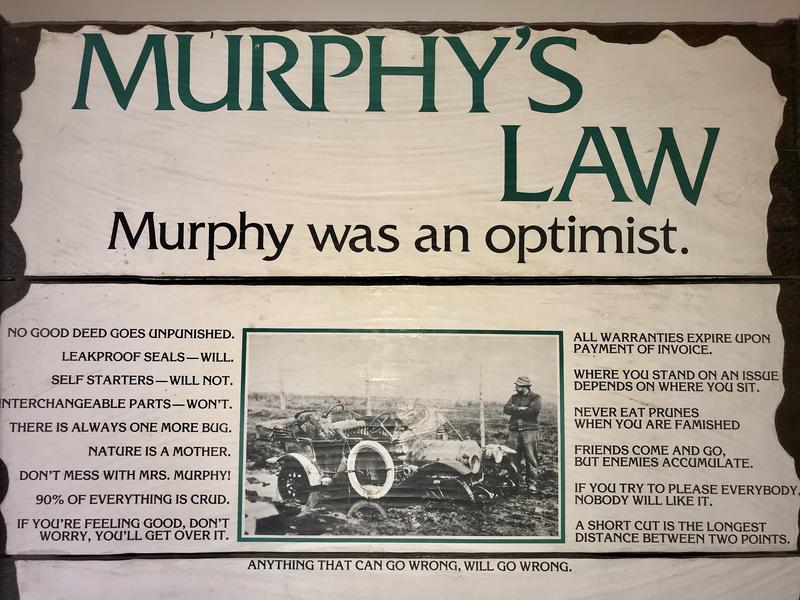 MURPHY'S
LAW
Murphy was an optimist.
NO GOOD DEED GOES UNPUNISHED.
LEAKPROOF SEALS—WILL.
SELF STARTERS—WILL NOT.
INTERCHANGEABLE PARTS—WON'T.
THERE IS ALWAYS ONE MORE BUG.
NATURE IS A MOTHER.
DON'T MESS WITH MRS. MURPHY!
90% OF EVERYTHING IS CRUD.
IF YOU'RE FEELING GOOD, DON'T
WORRY, YOU'LL GET OVER IT.
ALL WARRANTIES EXPIRE UPON
PAYMENT OF INVOICE.
WHERE YOU STAND ON AN ISSUE
DEPENDS ON WHERE YOU SIT.
NEVER EAT PRUNES
WHEN YOU ARE FAMISHED
FRIENDS COME AND GO,
BUT ENEMIES ACCUMULATE.
IF YOU TRY TO PLEASE EVERYBODY,
NOBODY WILL LIKE IT.
A SHORT CUT IS THE LONGEST
DISTANCE BETWEEN TWO POINTS.
ANYTHING THAT CAN GO WRONG, WILL GO WRONG.